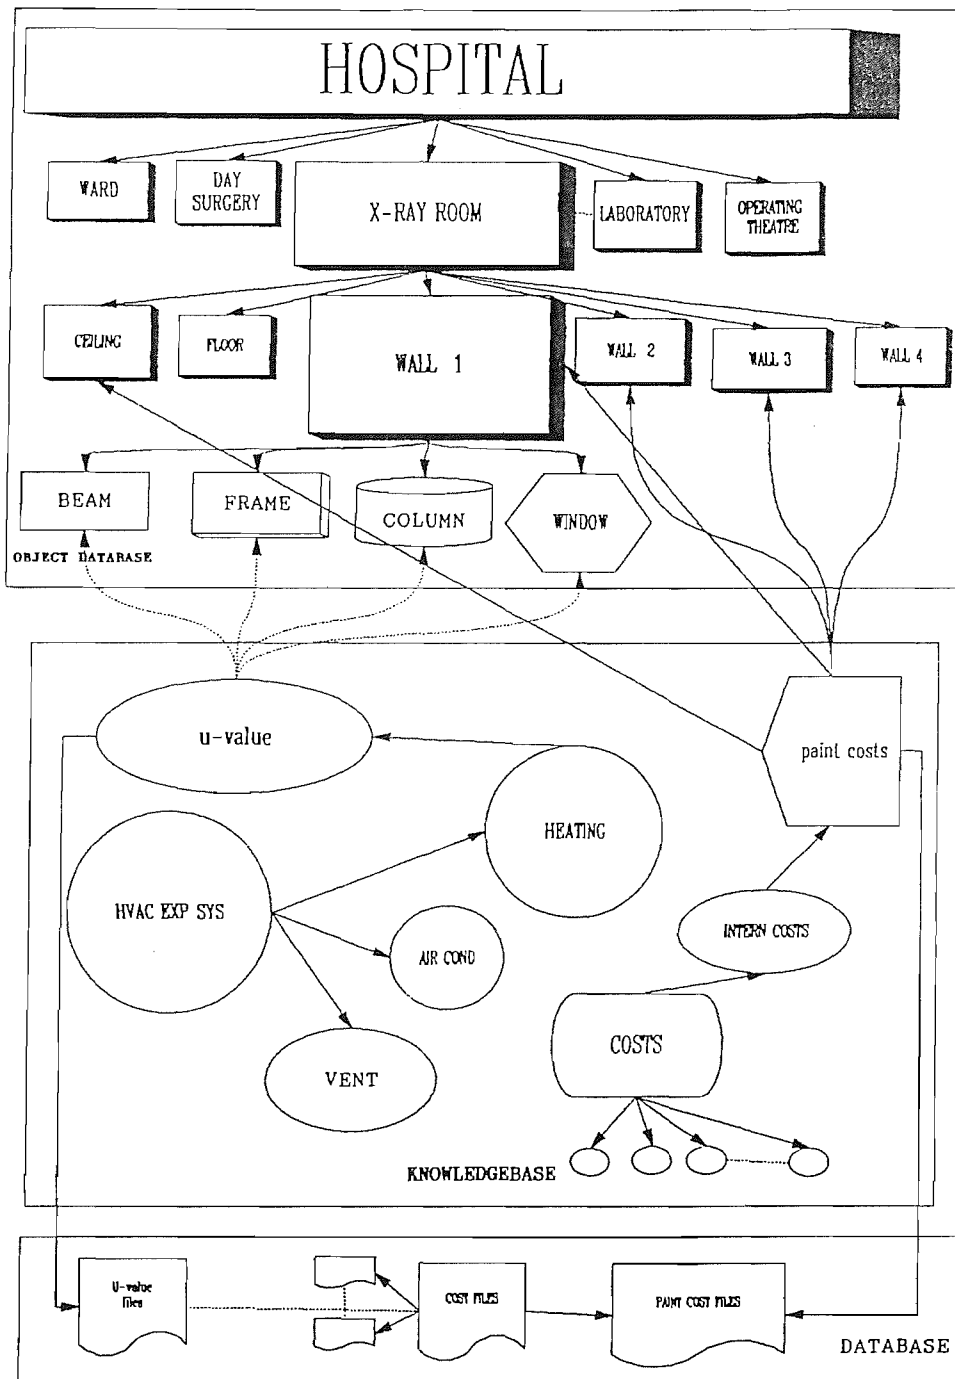 HOSPITAL
WARD
DAY
SURGERY
X-RAY ROOM
LABORATORY
OPERATING
THEATRE
CEILING
FLOOR
WALL 1
WALL 2
WALL 3
WALL 4
BEAM
FRAME
COLUMN
WINDOW
OBJECT DATABASE
u-value
paint costs
HEATING
HVAC EXP SYS
AIR COND
INTERN COSTS
VENT
COSTS
KNOWLEDGEBASE
U-value
files
COST FILES
PAINT COST FILES
DATABASE